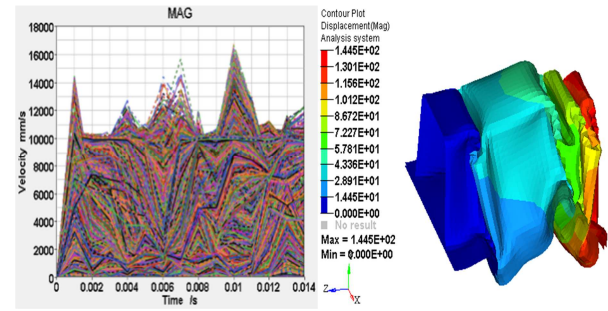 MAG
18000
16000
14000
12000
10000
8000
6000
4000
2000
0
Velocity mm/s
0 0.002 0.004 0.006 0.008 0.01 0.012 0.014
Time /s
Contour Plot
Displacement(Mag)
Analysis system
1.445E+02
1.301E+02
1.156E+02
1.012E+02
8.672E+01
7.227E+01
5.781E+01
4.336E+01
2.891E+01
1.445E+01
0.000E+00
No result
Max = 1.445E+02
Min = 0.000E+00
Y
Z
X